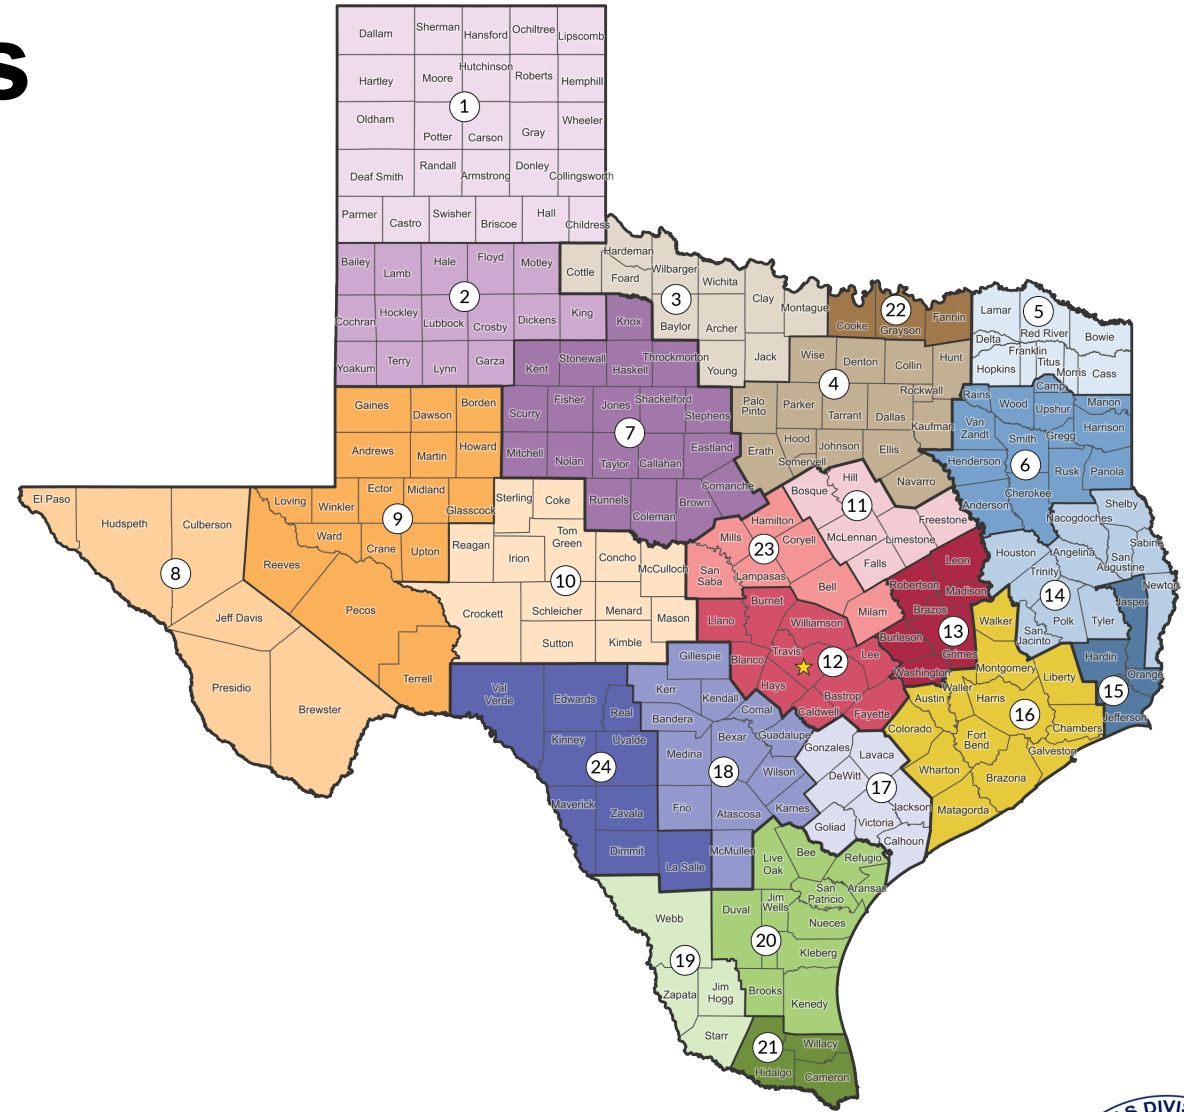 s
Dallam Sherman Hansford Ochiltree Lipscomb
Hartley Moore Hutchinson Roberts Hemphill
1
Oldham Potter Carson Gray Wheeler
Deaf Smith Randall Armstrong Donley Collingsworth
Parmer Castro Swisher Briscoe Hall Childress
Bailey Lamb Hale Floyd Motley Cottle Hardeman Foard Wilbarger Wichita Clay Montague
2
3
Cochran Hockley Lubbock Crosby Dickens King Knox Baylor Archer
Cooke 22 Grayson Fannin Lamar 5 Red River Bowie
Delta Franklin Titus Morris Cass Hopkins Camp
Yoakum Terry Lynn Garza Kent Stonewall Haskell Throckmorton Young Jack Wise Denton Collin Hunt Rockwall
4
Gaines Dawson Borden Scurry Fisher Jones Shackelford Stephens Palo
Pinto
Parker Tarrant Dallas Kaufman
Rains Wood Upshur Marion Harrison Gregg Smith Van
Zandt
7
6
Andrews Martin Howard Mitchell Nolan Taylor Callahan Eastland Erath Hood Somervell Johnson Ellis Navarro Henderson Rusk Panola
Anderson Cherokee Nacogdoches Shelby
El Paso Hudspeth Culberson Loving Winkler Ector Midland Glasscock Sterling Coke Runnels Coleman Brown Comanche
9
Bosque Hill 11 McLennan Limestone Freestone Falls
Ward Crane Upton Reagan Irion Tom
Green
Concho McCulloch Mills Hamilton Coryell 23 Lampasas San
Saba
Bell Milam
Reeves 8 Jeff Davis Pecos Terrell Presidio Brewster
10
Crockett Schleicher Menard Mason Sutton Kimble
Leon Robertson Madison Brazos 13 Burleson Grimes Washington
Houston Angelina San
Augustine
Sabine Trinity 14 Polk Tyler San
Jacinto
Newton Jasper Hardin Orange 15 Jefferson
Llano Burnet Williamson Travis 12 Lee Blanco Hays Bastrop Caldwell Fayette
Walker Montgomery Liberty Waller Austin Harris 16 Chambers Colorado Fort
Bend
Galveston Wharton Brazoria Matagorda
Gillespie Kerr Kendall Comal Bandera Bexar Guadalupe Medina 18 Wilson Frio Atascosa Karnes McMullen
Val
Verde
Edwards Real Kinney Uvalde 24 Maverick Zavala Dimmit La Salle
Gonzales Lavaca DeWitt 17 Jackson Goliad Victoria Calhoun
Live
Oak
Bee Refugio San
Patricio
Aransas Duval Jim
Wells
Nueces 20 Kleberg Brooks Kenedy
Webb 19 Zapata Jim
Hogg
Starr
21 Willacy Hidalgo Cameron